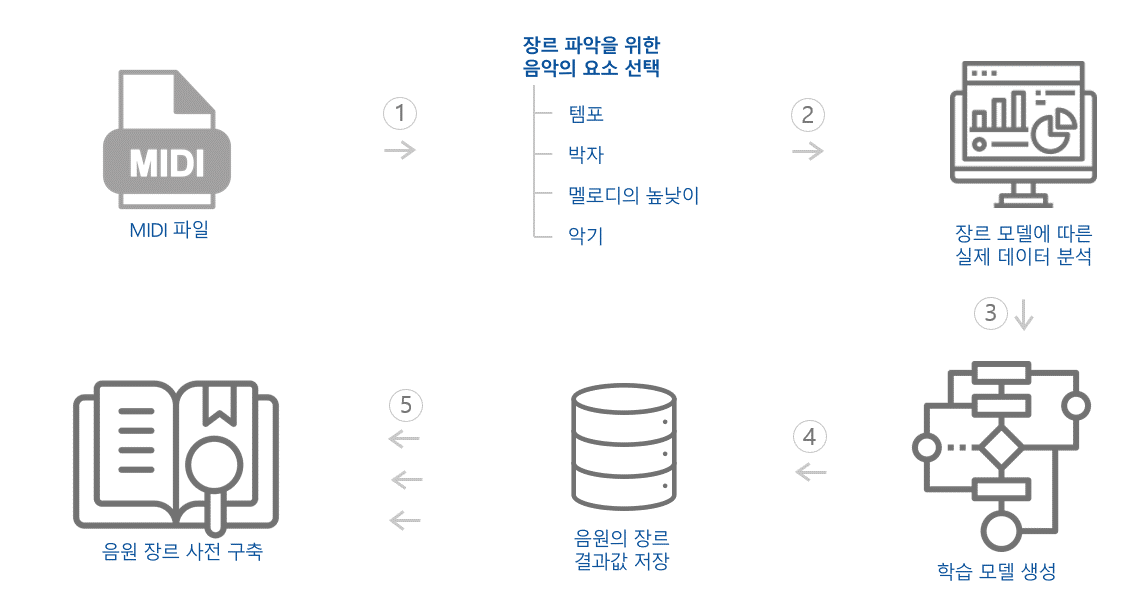 MIDI
MIDI 파일
1
장르 파악을 위한
음악의 요소 선택
템포
박자
멜로디의 높낮이
악기
2
장르 모델에 따른
실제 데이터 분석
3
학습 모델 생성
4
음원의 장르
결과값 저장
5
음원 장르 사전 구축